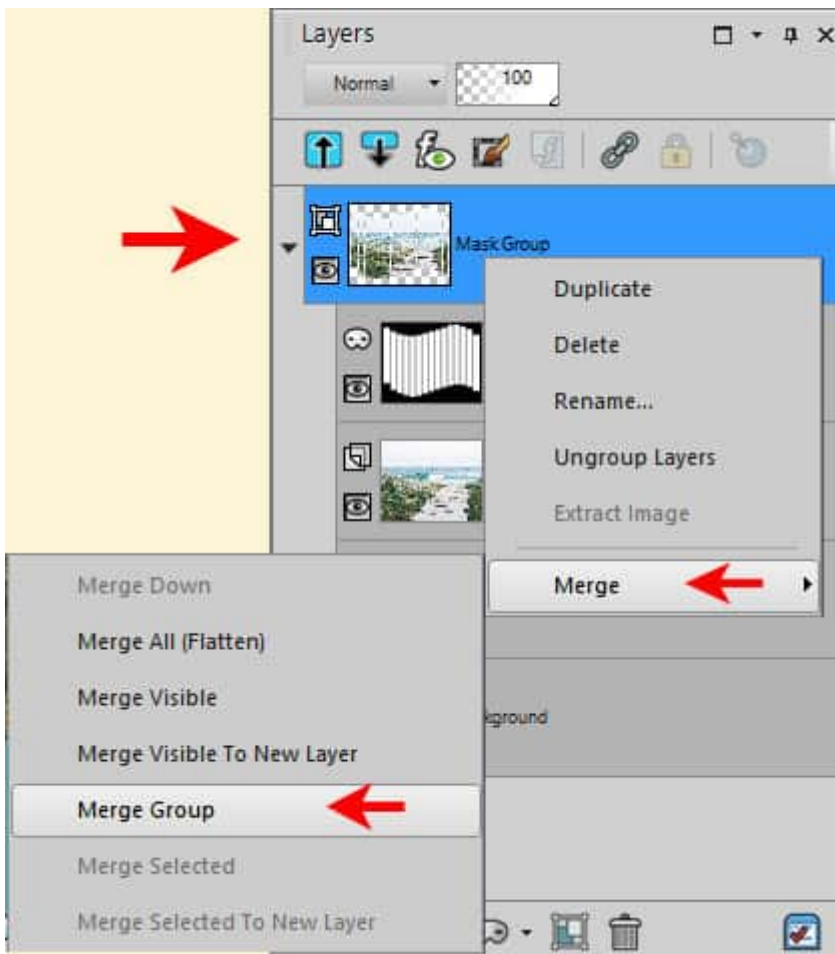 Layers
Normal
100
Mask Group
Duplicate
Delete
Rename...
Ungroup Layers
Extract Image
Merge
Merge Down
Merge All (Flatten)
Merge Visible
kground
Merge Visible To New Layer
Merge Group
Merge Selected
Merge Selected To New Layer